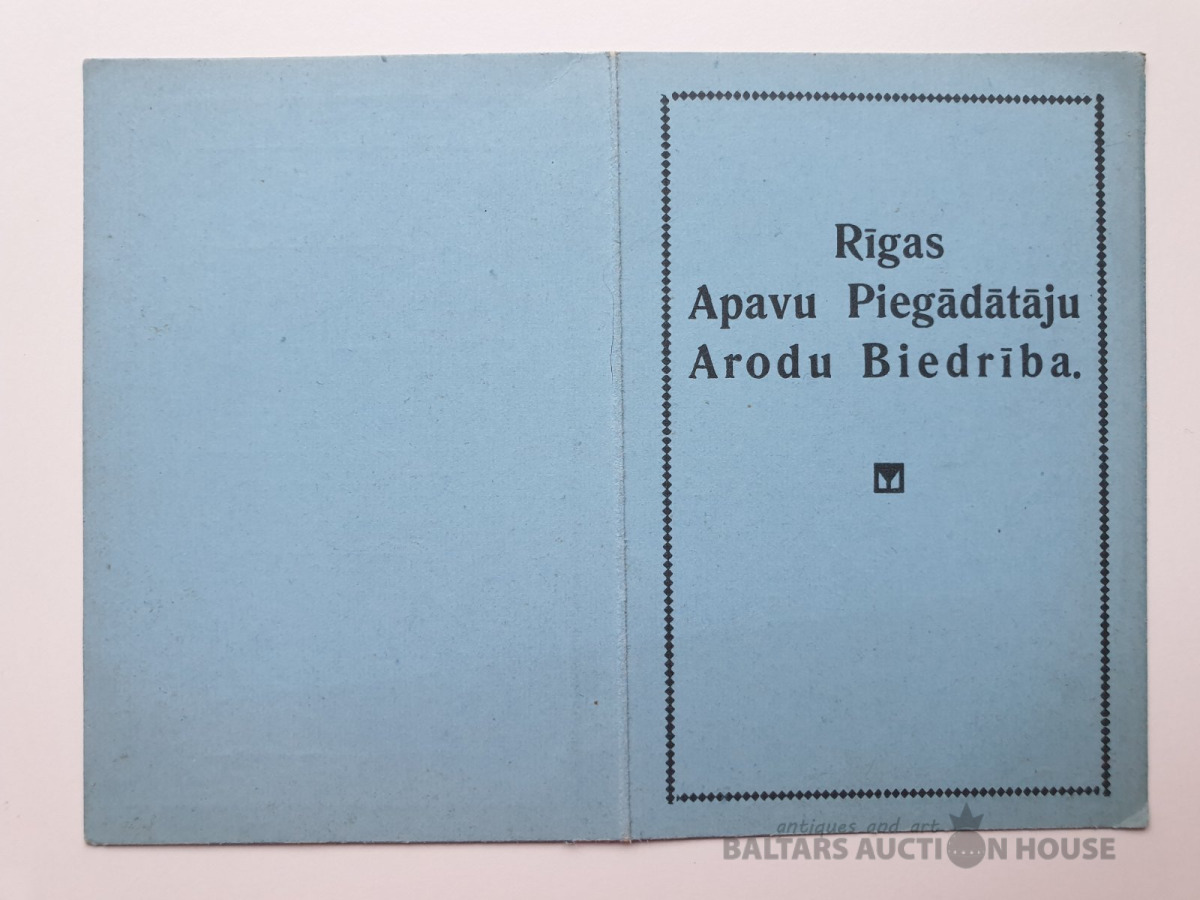 Rīgas
Apavu Piegādātāju
Arodu Biedrība.
antiques and art
BALTARS AUCTION HOUSE